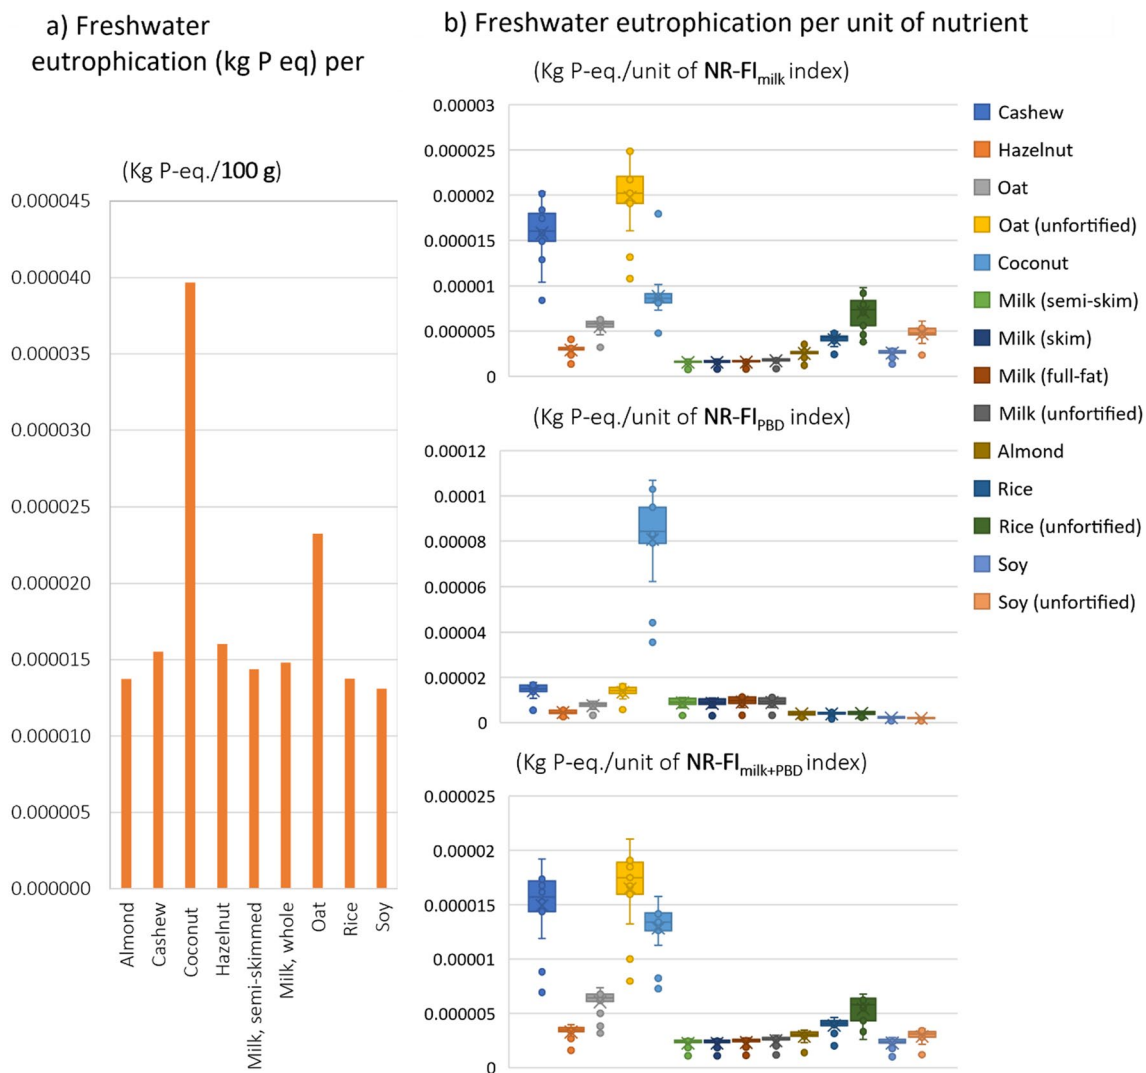 a) Freshwater
eutrophication (kg P eq) per
(Kg P-eq./100 g)
0.000045
0.000040
0.000035
0.000030
0.000025
0.000020
0.000015
0.000010
0.000005
0.000000
Almond
Cashew
Coconut
Hazelnut
Milk, semi-skimmed
Milk, whole
Oat
Rice
Soy
b) Freshwater eutrophication per unit of nutrient
(Kg P-eq./unit of NR-FImilk index)
0.00003
0.000025
0.00002
0.000015
0.00001
0.000005
0
(Kg P-eq./unit of NR-FIPBD index)
0.00012
0.0001
0.00008
0.00006
0.00004
0.00002
0
(Kg P-eq./unit of NR-FImilk+PBD index)
0.000025
0.00002
0.000015
0.00001
0.000005
0
Cashew
Hazelnut
Oat
Oat (unfortified)
Coconut
Milk (semi-skim)
Milk (skim)
Milk (full-fat)
Milk (unfortified)
Almond
Rice
Rice (unfortified)
Soy
Soy (unfortified)